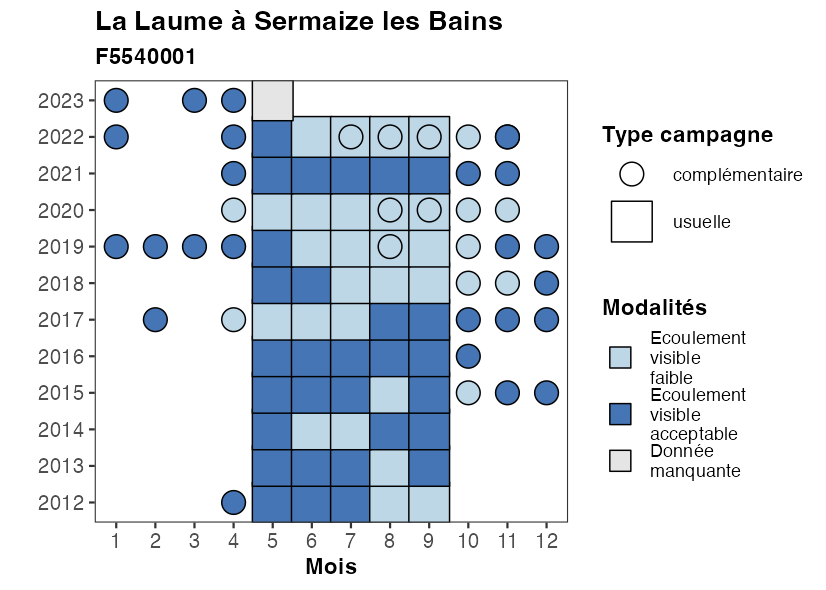 La Laume à Sermaize les Bains
F5540001
2023
2022
2021
2020
2019
2018
2017
2016
2015
2014
2013
2012
1 2 3 4 5 6 7 8 9 10 11 12
Mois
Type campagne
complémentaire
usuelle
Modalités
Ecoulement
visible
faible
Ecoulement
visible
acceptable
Donnée
manquante